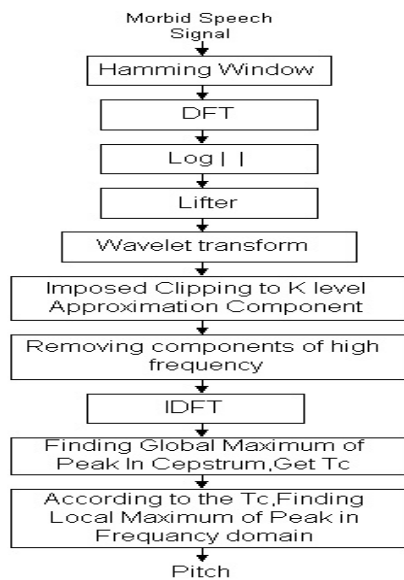 Morbid Speech
Signal
Hamming Window
DFT
Log | |
Lifter
Wavelet transform
Imposed Clipping to K level
Approximation Component
Removing components of high
frequency
IDFT
Finding Global Maximum of
Peak In Cepstrum,Get Tc
According to the Tc,Finding
Local Maximum of Peak in
Frequancy domain
Pitch